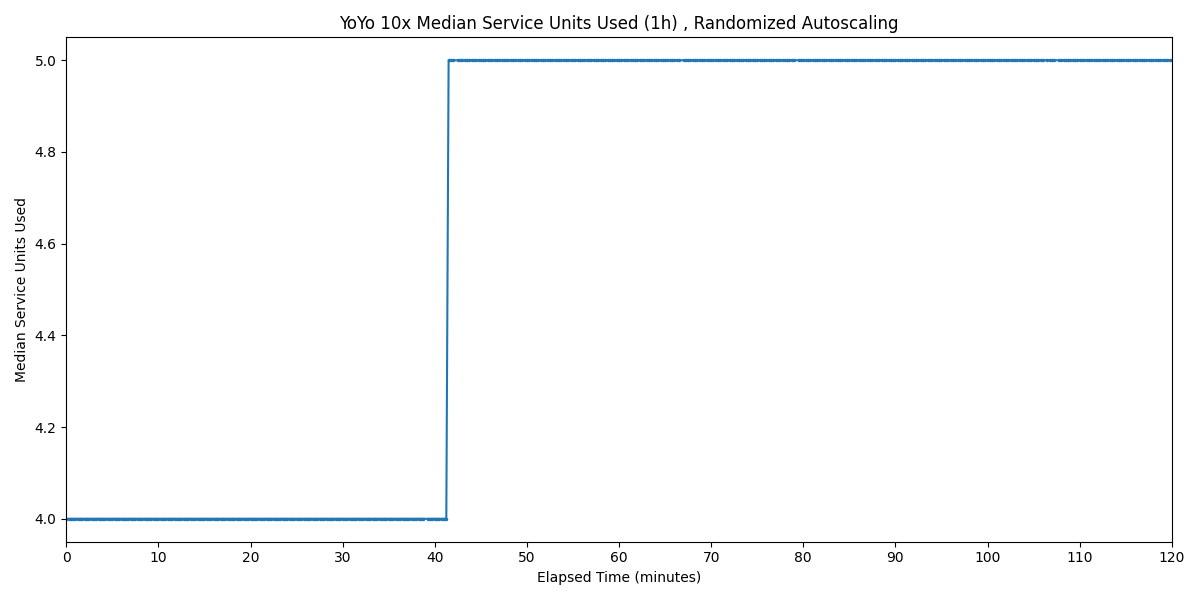 YoYo 10x Median Service Units Used (1h) , Randomized Autoscaling
5.0
4.8
4.6
4.4
4.2
4.0
Median Service Units Used
0 10 20 30 40 50 60 70 80 90 100 110 120
Elapsed Time (minutes)